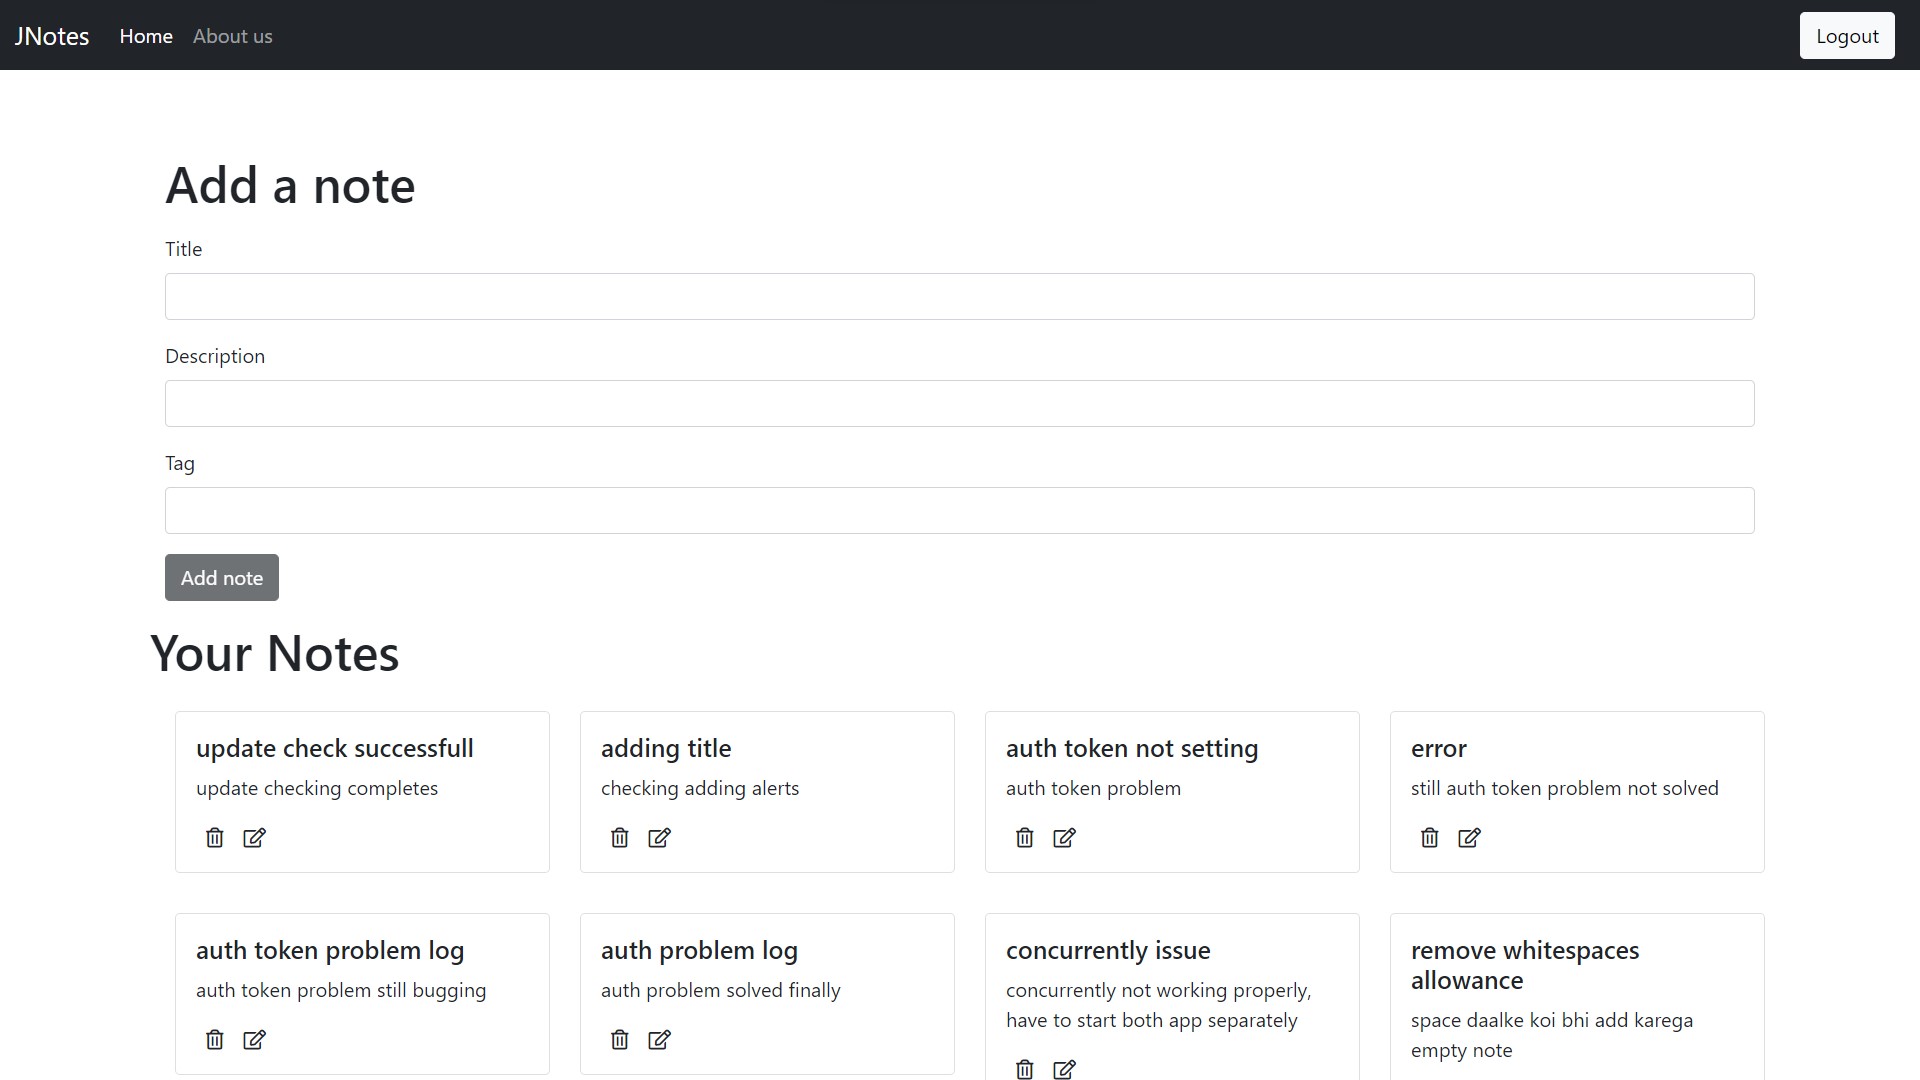 JNotes Home About us Logout
Add a note
Title
Description
Tag
Add note
Your Notes
update check successfull
update checking completes
adding title
checking adding alerts
auth token not setting
auth token problem
error
still auth token problem not solved
auth token problem log
auth token problem still bugging
auth problem log
auth problem solved finally
concurrently issue
concurrently not working properly,
have to start both app separately
remove whitespaces
allowance
space daalke koi bhi add karega
empty note